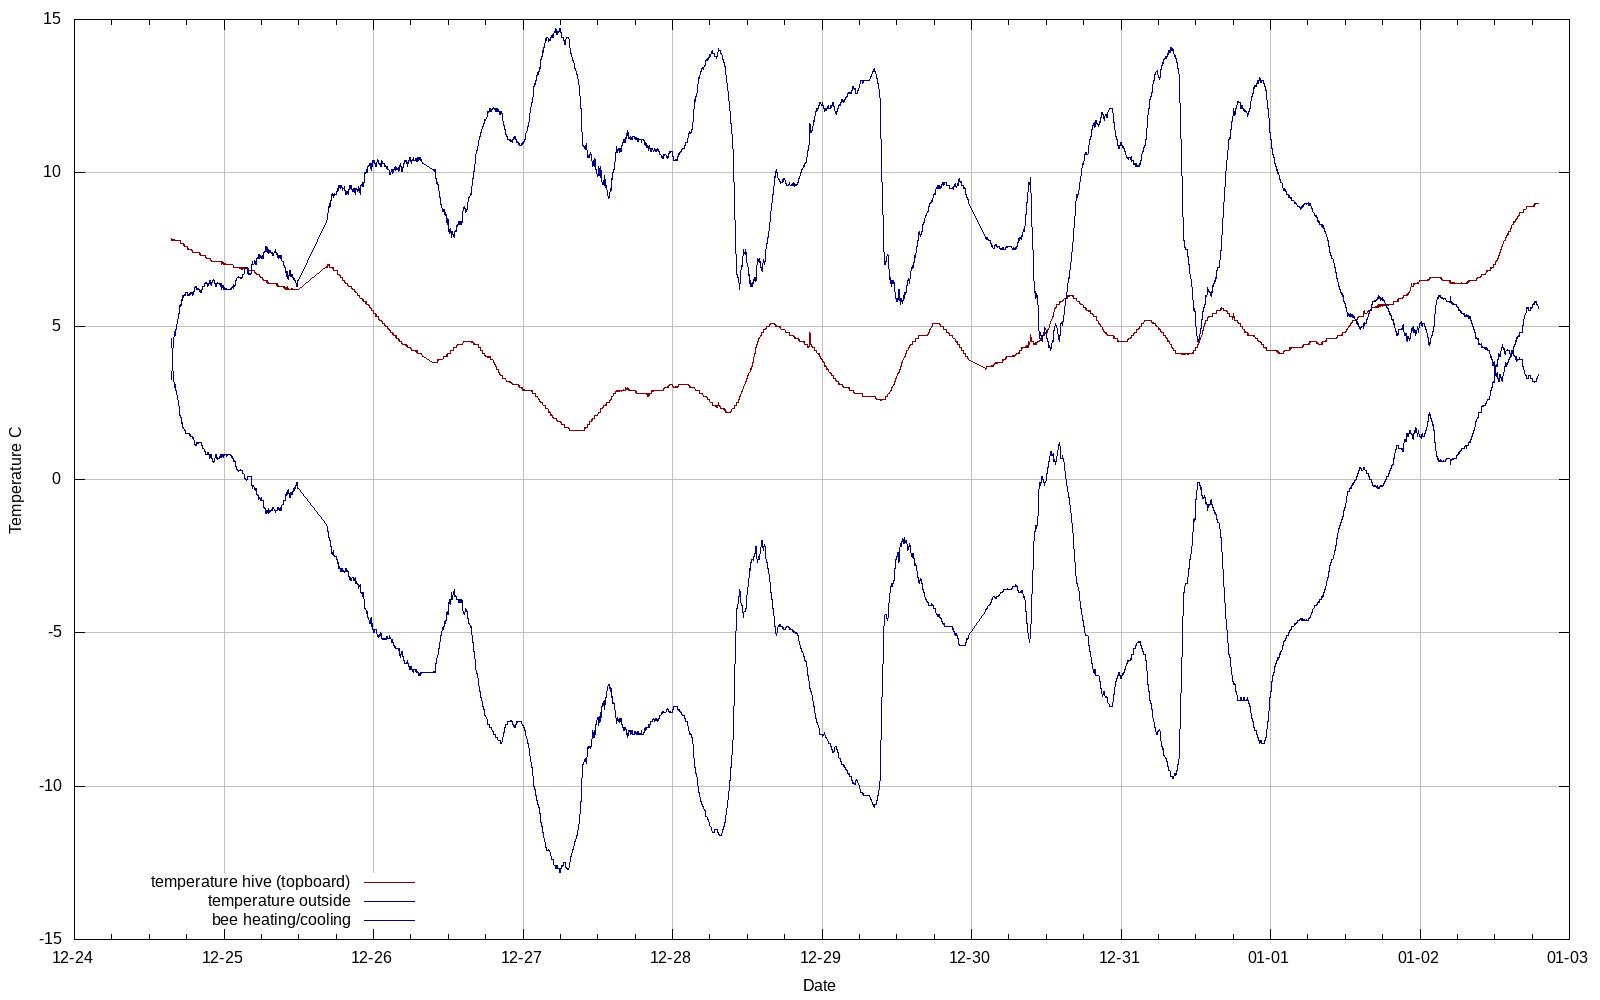 15
10
5
0
-5
-10
-15
Temperature C
temperature hive (topboard)
temperature outside
bee heating/cooling
12-24 12-25 12-26 12-27 12-28 12-29 12-30 12-31 01-01 01-02 01-03
Date